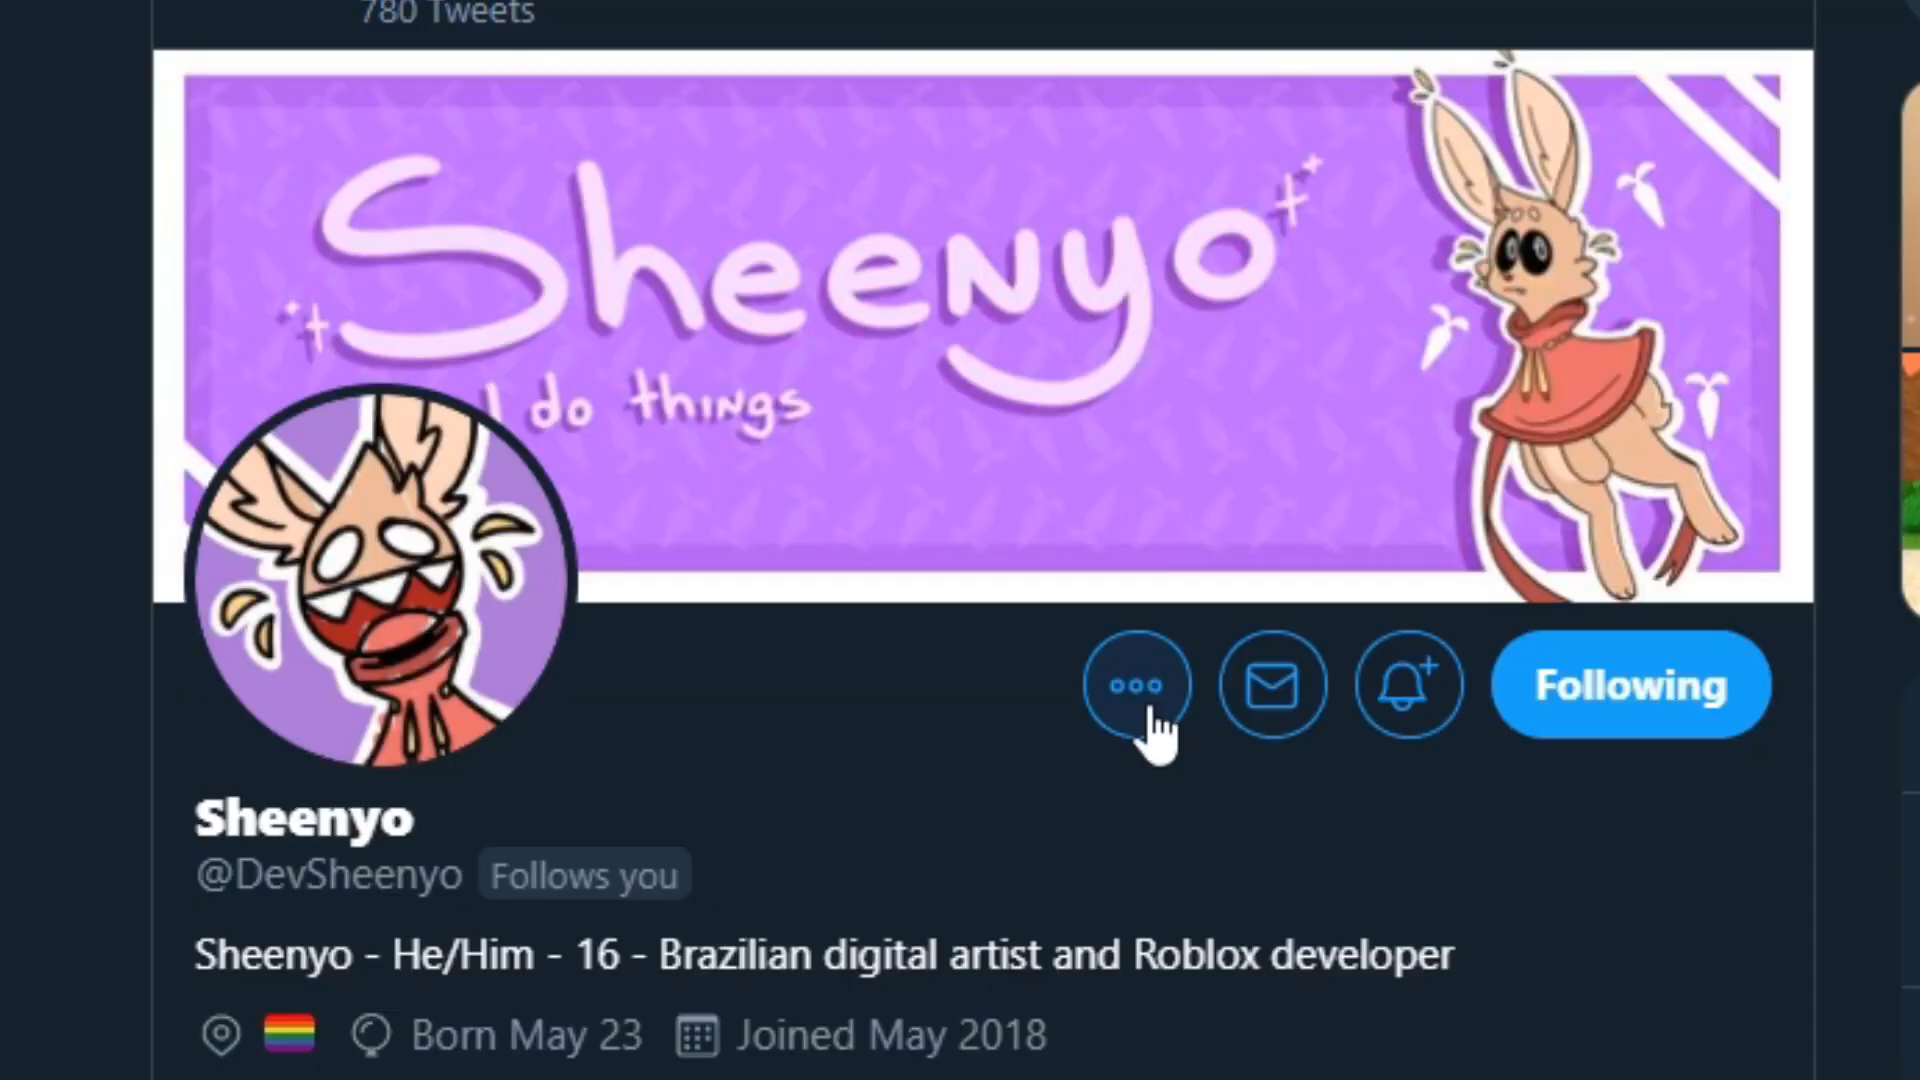 780 Tweets
Sheenyo
I do things
Following
Sheenyo
@DevSheenyo Follows you
Sheenyo - He/Him - 16 - Brazilian digital artist and Roblox developer
Born May 23 Joined May 2018